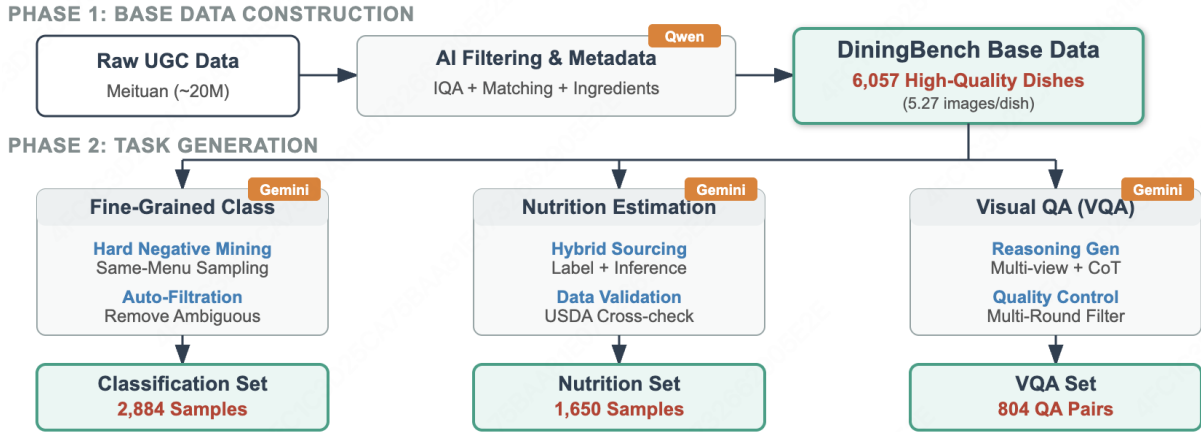 PHASE 1: BASE DATA CONSTRUCTION
Raw UGC Data
Meituan (~20M)
Qwen
AI Filtering & Metadata
IQA + Matching + Ingredients
DiningBench Base Data
6,057 High-Quality Dishes
(5.27 images/dish)
PHASE 2: TASK GENERATION
Gemini
Fine-Grained Class
Hard Negative Mining
Same-Menu Sampling
Auto-Filtration
Remove Ambiguous
Classification Set
2,884 Samples
Gemini
Nutrition Estimation
Hybrid Sourcing
Label + Inference
Data Validation
USDA Cross-check
Nutrition Set
1,650 Samples
Gemini
Visual QA (VQA)
Reasoning Gen
Multi-view + CoT
Quality Control
Multi-Round Filter
VQA Set
804 QA Pairs